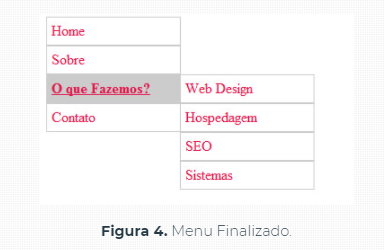 Home
Sobre
O que Fazemos? Web Design
Contato Hospedagem
SEO
Sistemas
Figura 4. Menu Finalizado.